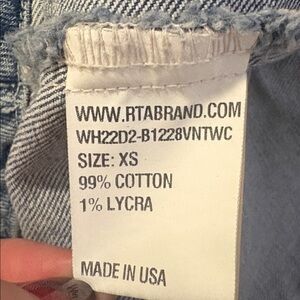 WWW.RTABRAND.COM
WH22D2-B1228VNTWC
SIZE: XS
99% COTTON
1% LYCRA
MADE IN USA